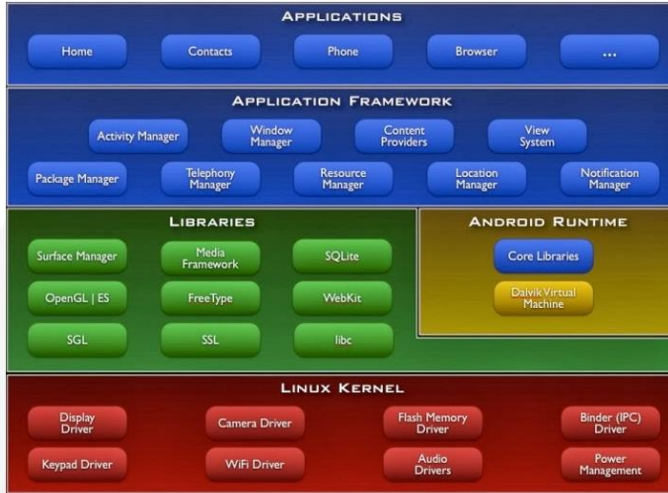 APPLICATIONS
Home
Contacts
Phone
Browser
...
APPLICATION FRAMEWORK
Activity Manager
Window
Manager
Content
Providers
View
System
Package Manager
Telephony
Manager
Resource
Manager
Location
Manager
Notification
Manager
LIBRARIES
Surface Manager
Media
Framework
SQLite
OpenGL | ES
FreeType
WebKit
SGL
SSL
libc
ANDROID RUNTIME
Core Libraries
Dalvik Virtual
Machine
LINUX KERNEL
Display
Driver
Camera Driver
Flash Memory
Driver
Binder (IPC)
Driver
Keypad Driver
WiFi Driver
Audio
Drivers
Power
Management